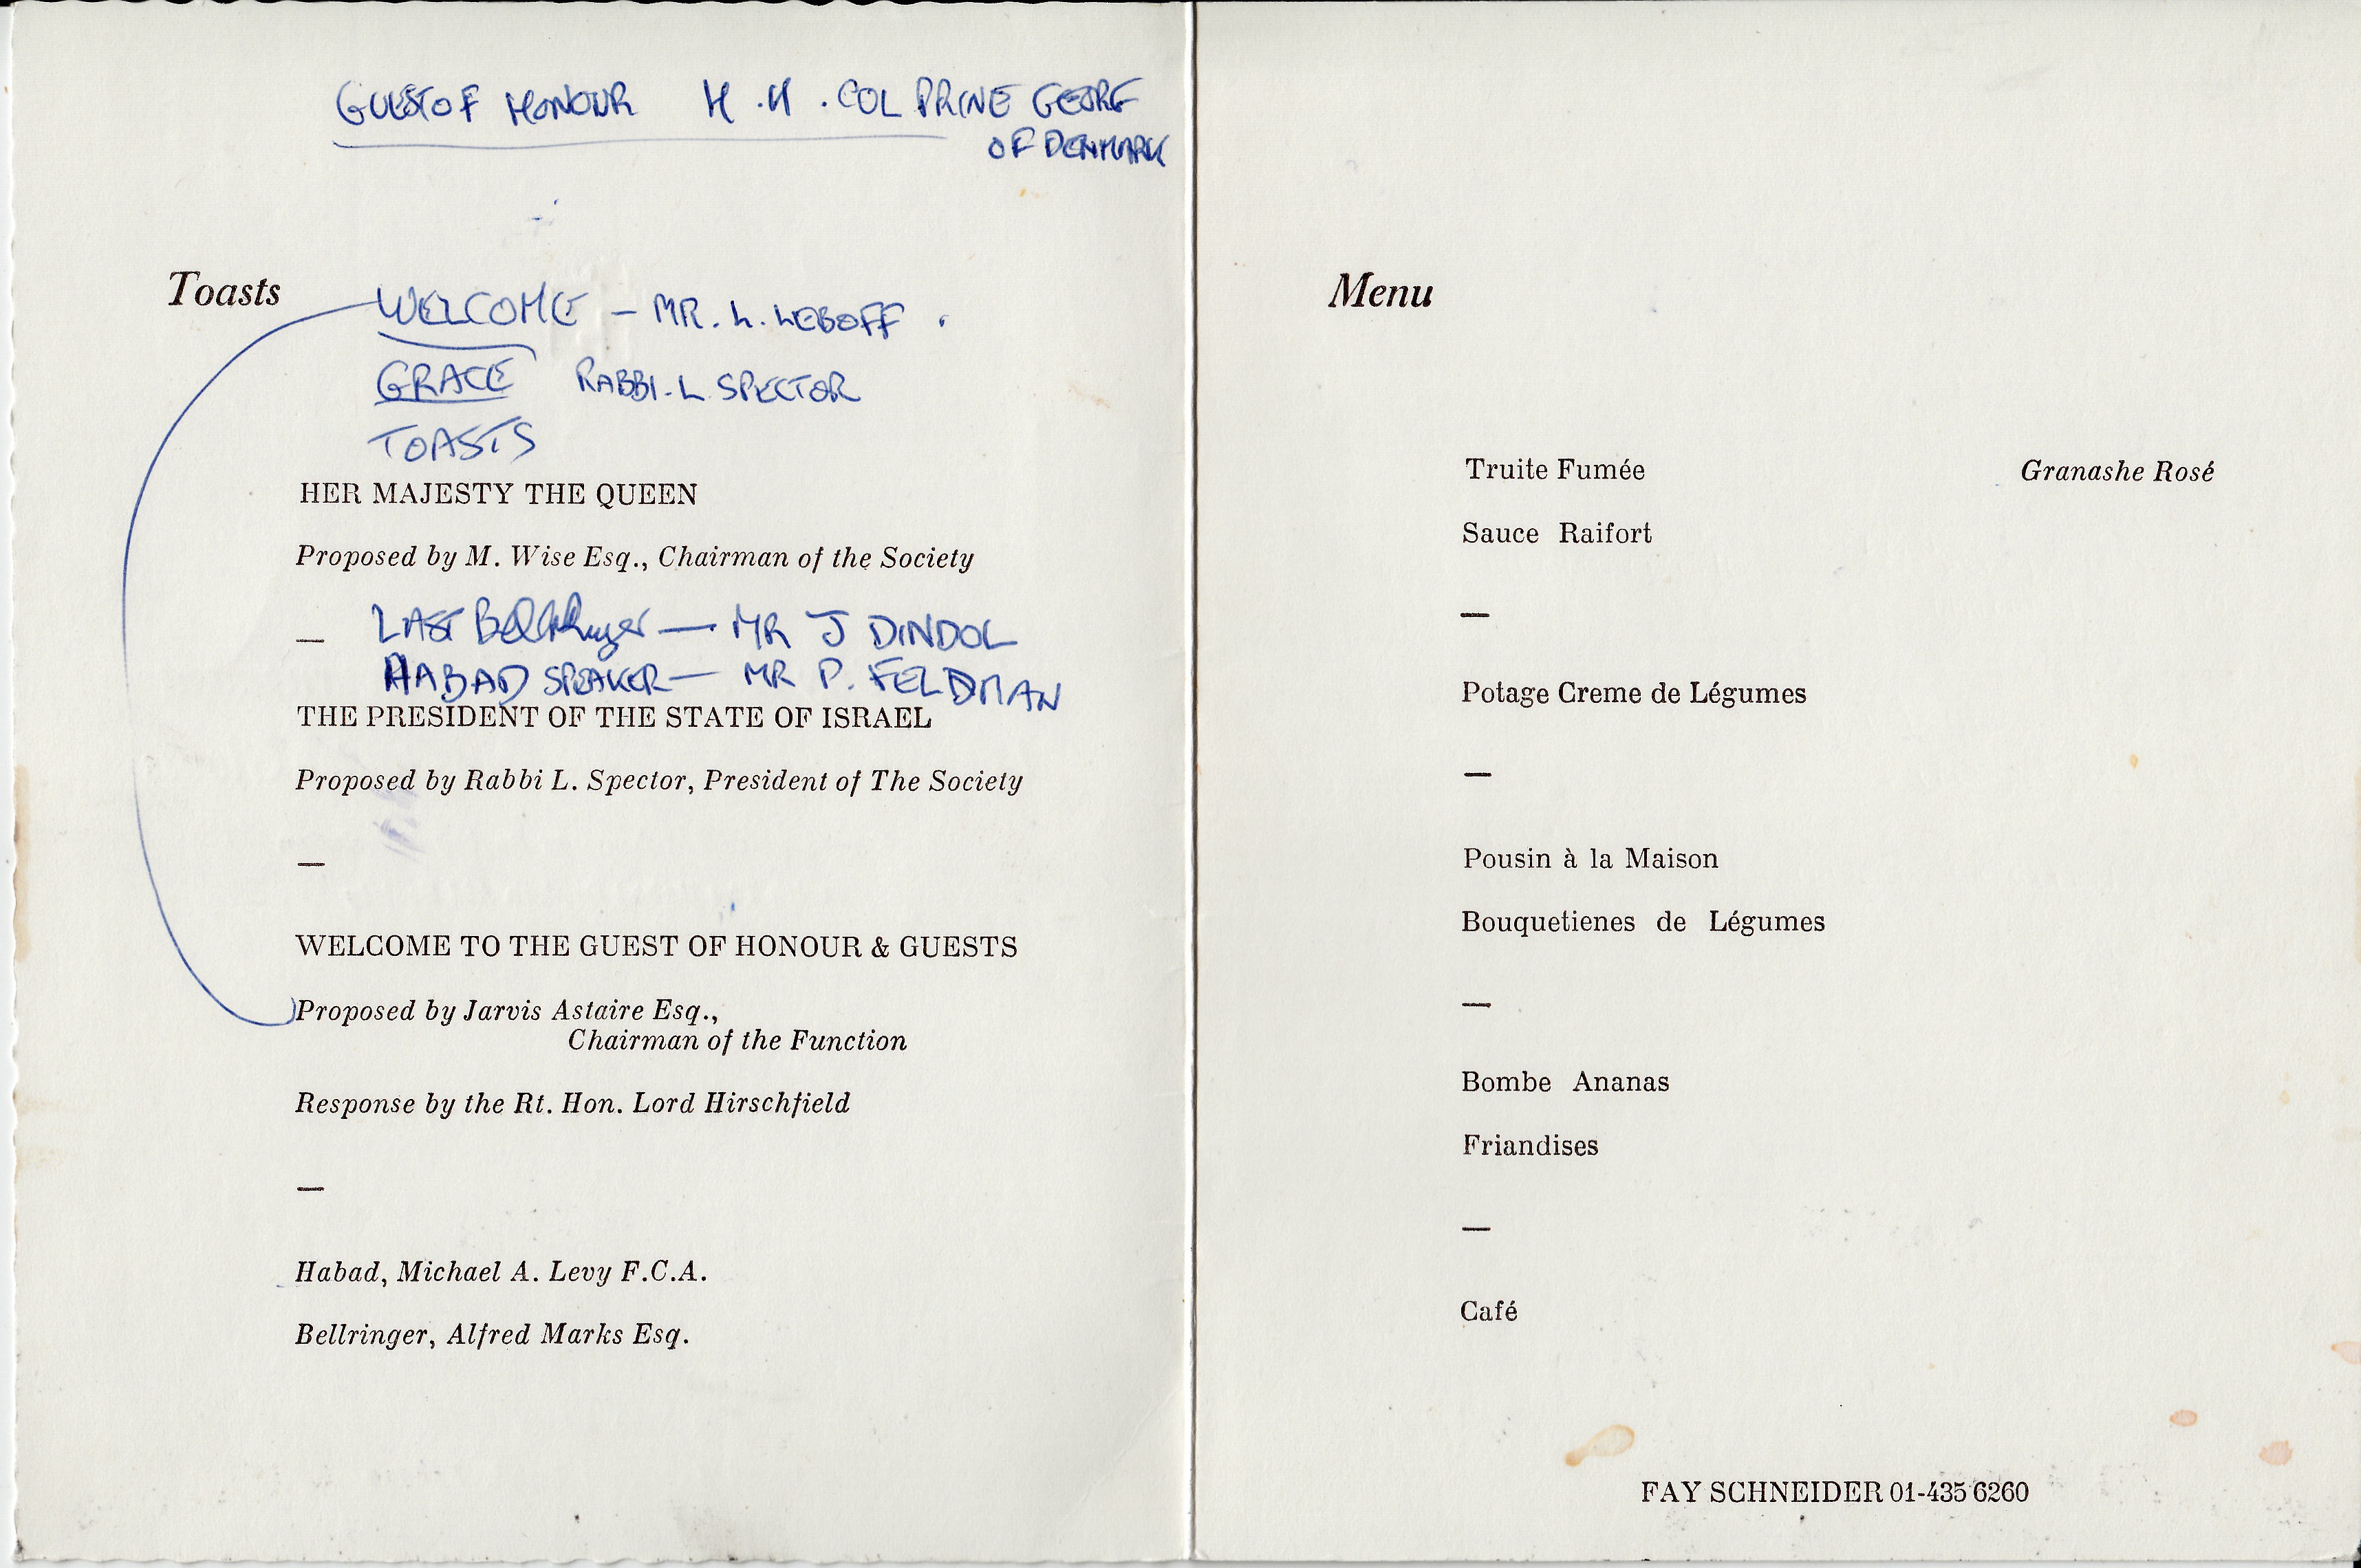 GUEST OF HONOUR H.H. COL PRINE GEORG
OF DENMARK
Toasts
WELCOME – MR. L. LEBOFF.
GRACE RABBI. L. SPECTOR
TOASTS
HER MAJESTY THE QUEEN
Proposed by M. Wise Esq., Chairman of the Society
— LAST Bellringer — MR J DINDOL
HABAD SPEAKER — MR P. FELDMAN
THE PRESIDENT OF THE STATE OF ISRAEL
Proposed by Rabbi L. Spector, President of The Society
—
WELCOME TO THE GUEST OF HONOUR & GUESTS
Proposed by Jarvis Astaire Esq.,
Chairman of the Function
Response by the Rt. Hon. Lord Hirschfield
—
Habad, Michael A. Levy F.C.A.
Bellringer, Alfred Marks Esq.
Menu
Truite Fumée Granashe Rosé
Sauce Raifort
—
Potage Creme de Légumes
—
Pousin à la Maison
Bouquetienes de Légumes
—
Bombe Ananas
Friandises
—
Café
FAY SCHNEIDER 01-435 6260